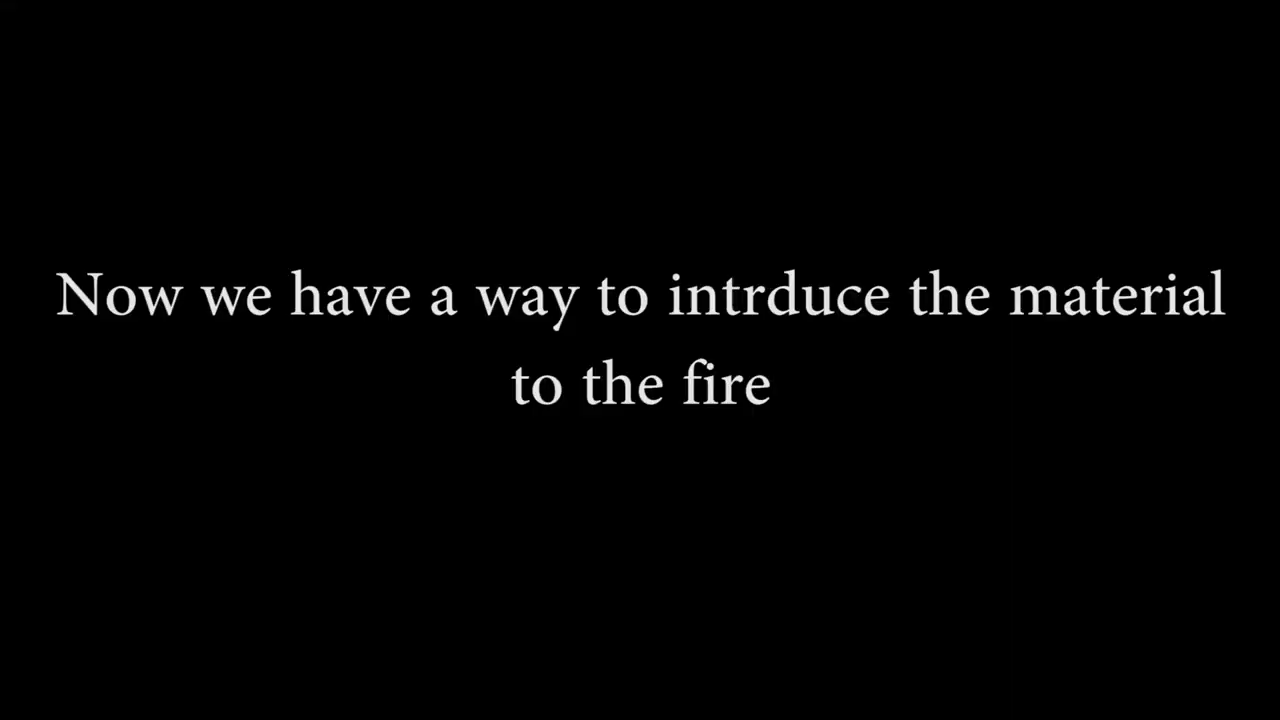 Now we have a way to intrduce the material
to the fire